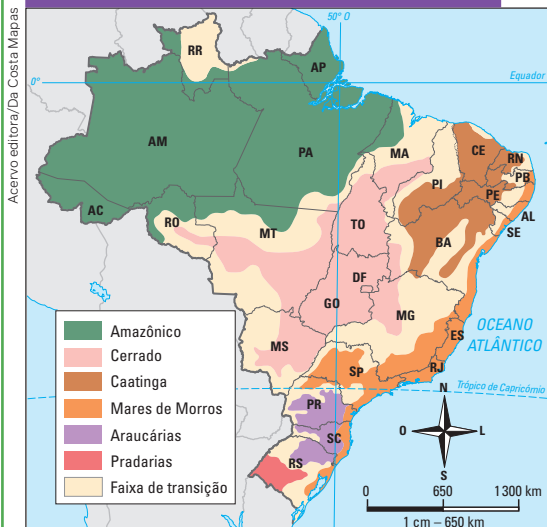 Acervo editora/Da Costa Mapas
50° O
RR
AP
0°
Equador
AM
PA
MA
CE
RN
PB
PI
PE
AC
RO
AL
SE
MT
TO
BA
DF
GO
MG
ES
OCEANO
ATLÂNTICO
MS
SP
RJ
Trópico de Capricórnio
PR
SC
RS
Amazônico
Cerrado
Caatinga
Mares de Morros
Araucárias
Pradarias
Faixa de transição
N
O
L
S
0 650 1300 km
1 cm – 650 km